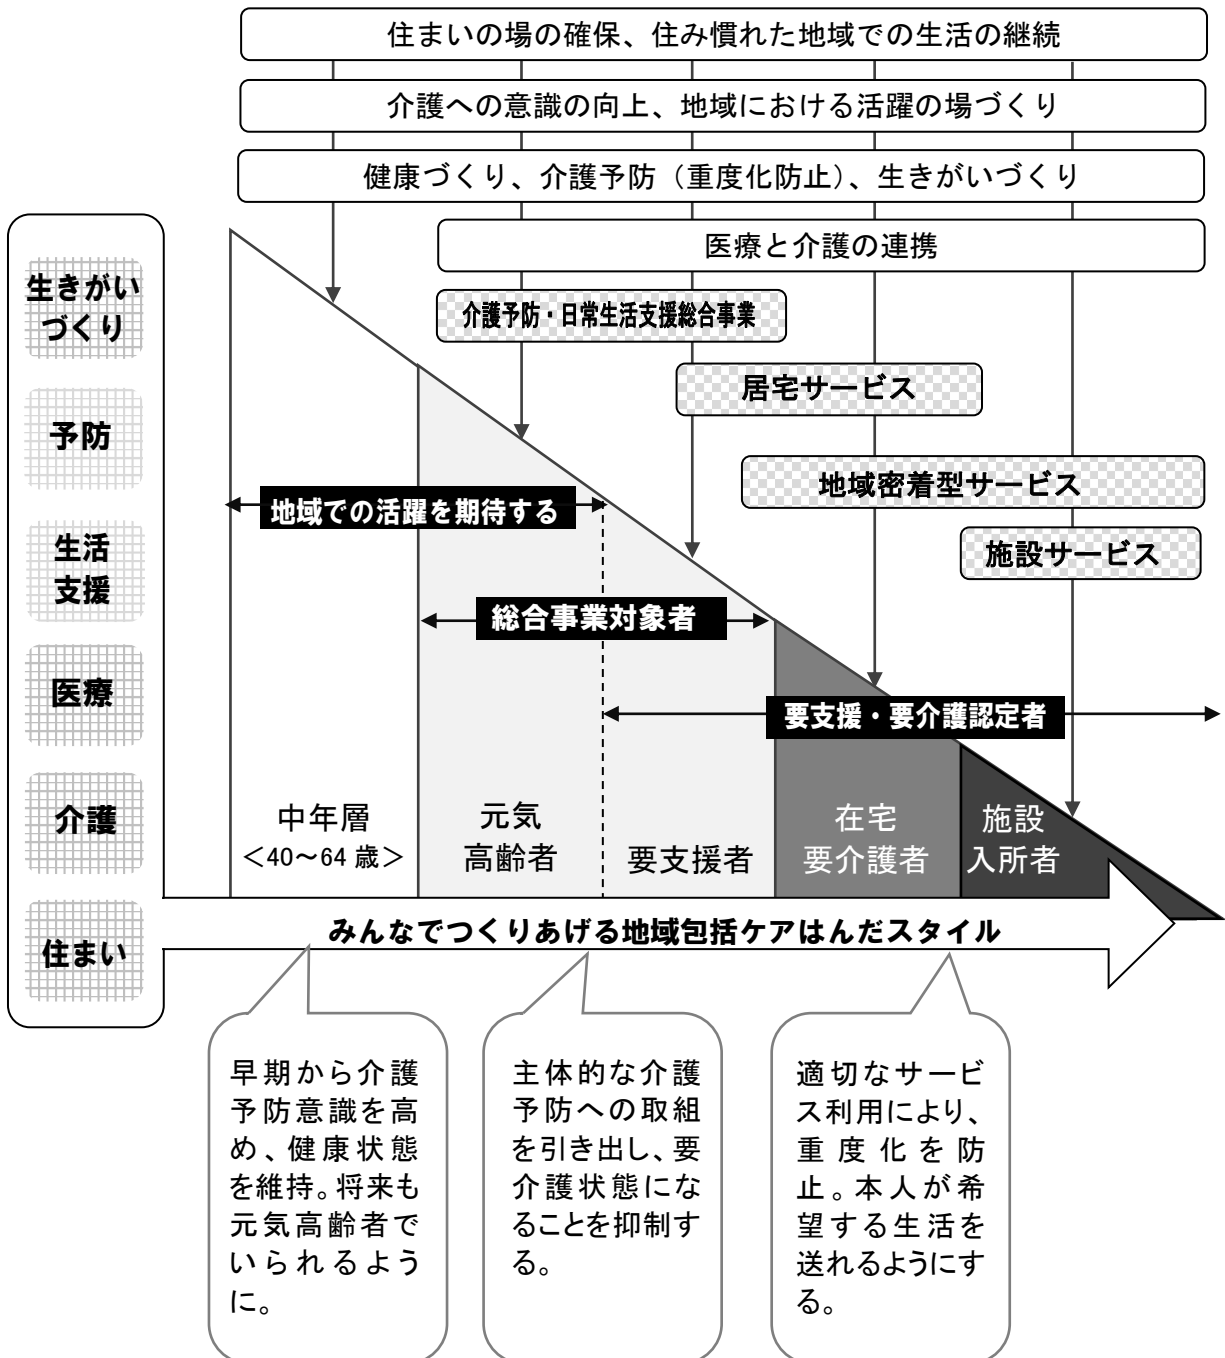 住まいの場の確保、住み慣れた地域での生活の継続
介護への意識の向上、地域における活躍の場づくり
健康づくり、介護予防（重度化防止）、生きがいづくり
医療と介護の連携
生きがい
づくり
予防
生活
支援
医療
介護
住まい
介護予防・日常生活支援総合事業
居宅サービス
地域密着型サービス
施設サービス
地域での活躍を期待する
総合事業対象者
要支援・要介護認定者
中年層
＜40～64 歳＞
元気
高齢者
要支援者
在宅
要介護者
施設
入所者
みんなでつくりあげる地域包括ケアはんだスタイル
早期から介護
予防意識を高
め、健康状態
を維持。将来も
元気高齢者で
いられるよう
に。
主体的な介護
予防への取組
を引き出し、要
介護状態にな
ることを抑制す
る。
適切なサービ
ス利用により、
重度化を防
止。本人が希
望する生活を
送れるようにす
る。